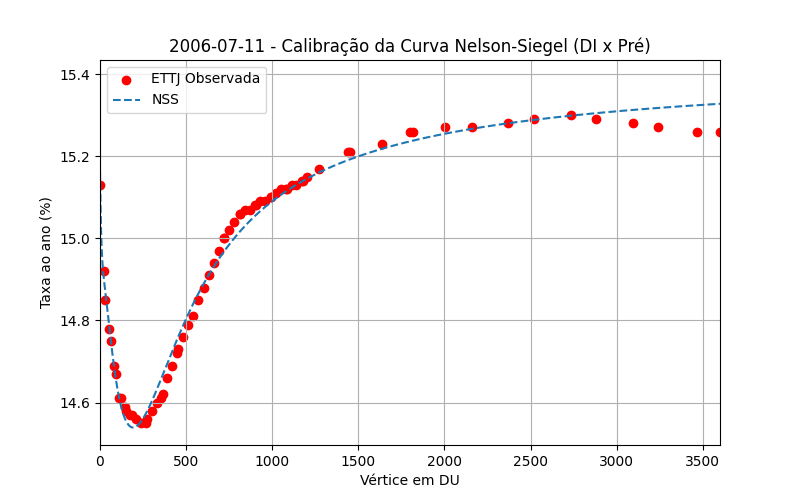 2006-07-11 - Calibração da Curva Nelson-Siegel (DI x Pré)
ETTJ Observada
NSS
Taxa ao ano (%)
15.4
15.2
15.0
14.8
14.6
0 500 1000 1500 2000 2500 3000 3500
Vértice em DU